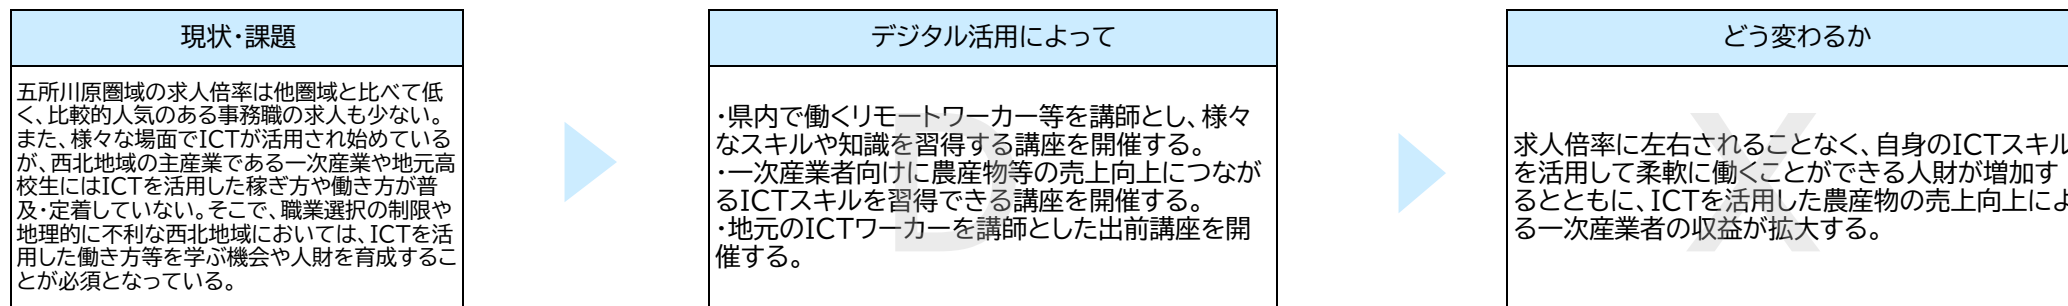 現状・課題
五所川原圏域の求人倍率は他圏域と比べて低
く、比較的人気のある事務職の求人も少ない。
また、様々な場面でICTが活用され始めている
が、西北地域の主産業である一次産業や地元高
校生にはICTを活用した稼ぎ方や働き方が普
及・定着していない。そこで、職業選択の制限や
地理的に不利な西北地域においては、ICTを活
用した働き方等を学ぶ機会や人財を育成するこ
とが必須となっている。
デジタル活用によって
・県内で働くリモートワーカー等を講師とし、様々
なスキルや知識を習得する講座を開催する。
・一次産業者向けに農産物等の売上向上につなが
るICTスキルを習得できる講座を開催する。
・地元のICTワーカーを講師とした出前講座を開
催する。
D
どう変わるか
求人倍率に左右されることなく、自身のICTスキル
を活用して柔軟に働くことができる人財が増加す
るとともに、ICTを活用した農産物の売上向上によ
る一次産業者の収益が拡大する。
X